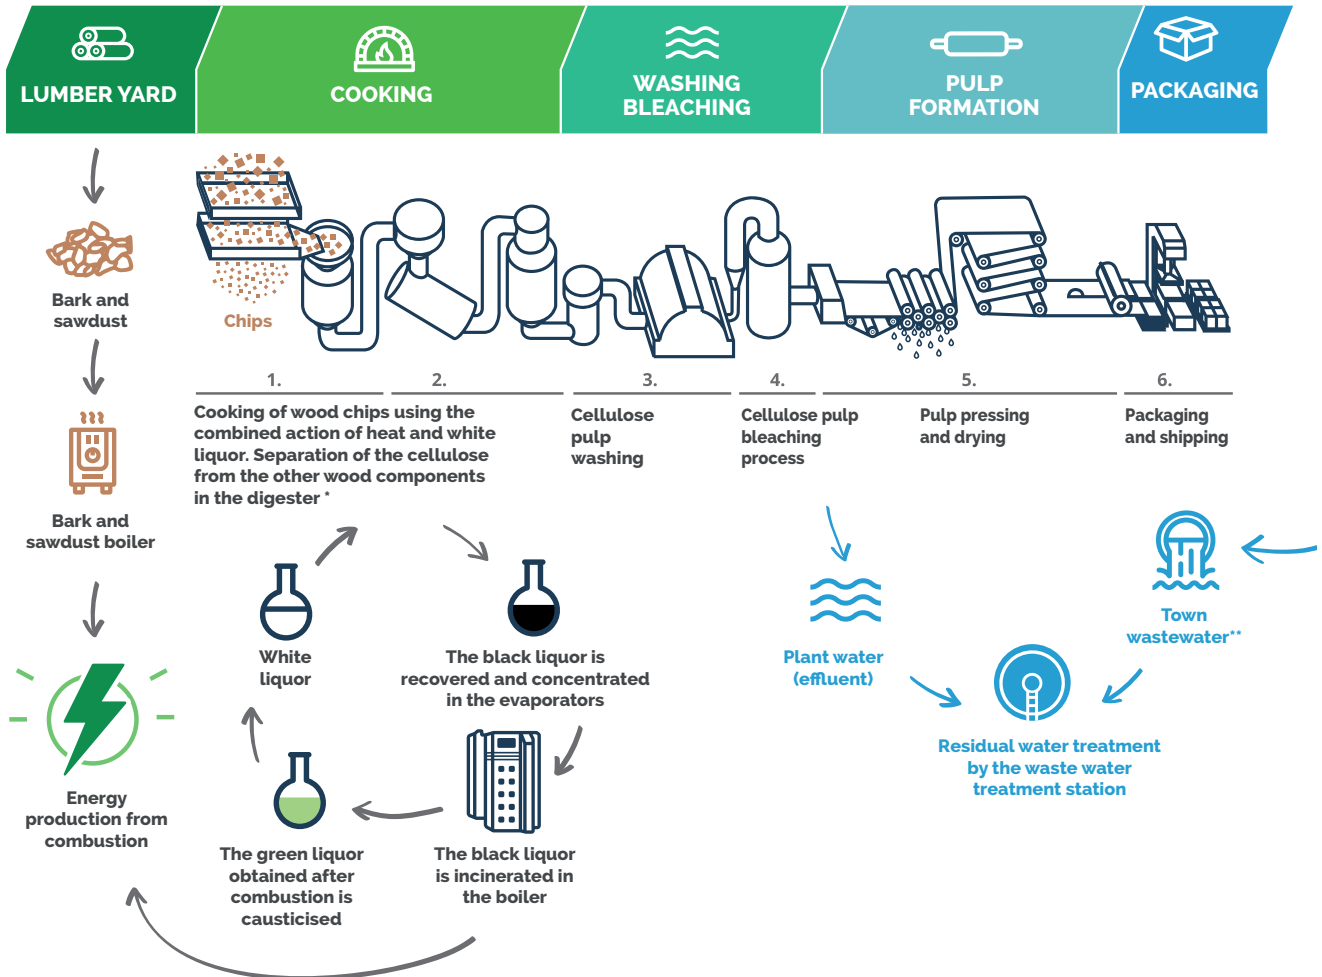 LUMBER YARD
COOKING
WASHING
BLEACHING
PULP
FORMATION
PACKAGING
Bark and
sawdust
Bark and
sawdust boiler
Energy
production from
combustion
Chips
1.
2.
3.
4.
5.
6.
Cooking of wood chips using the
combined action of heat and white
liquor. Separation of the cellulose
from the other wood components
in the digester *
Cellulose
pulp
washing
Cellulose pulp
bleaching
process
Pulp pressing
and drying
Packaging
and shipping
White
liquor
The black liquor is
recovered and concentrated
in the evaporators
The green liquor
obtained after
combustion is
causticised
The black liquor
is incinerated in
the boiler
Plant water
(effluent)
Town
wastewater**
Residual water treatment
by the waste water
treatment station